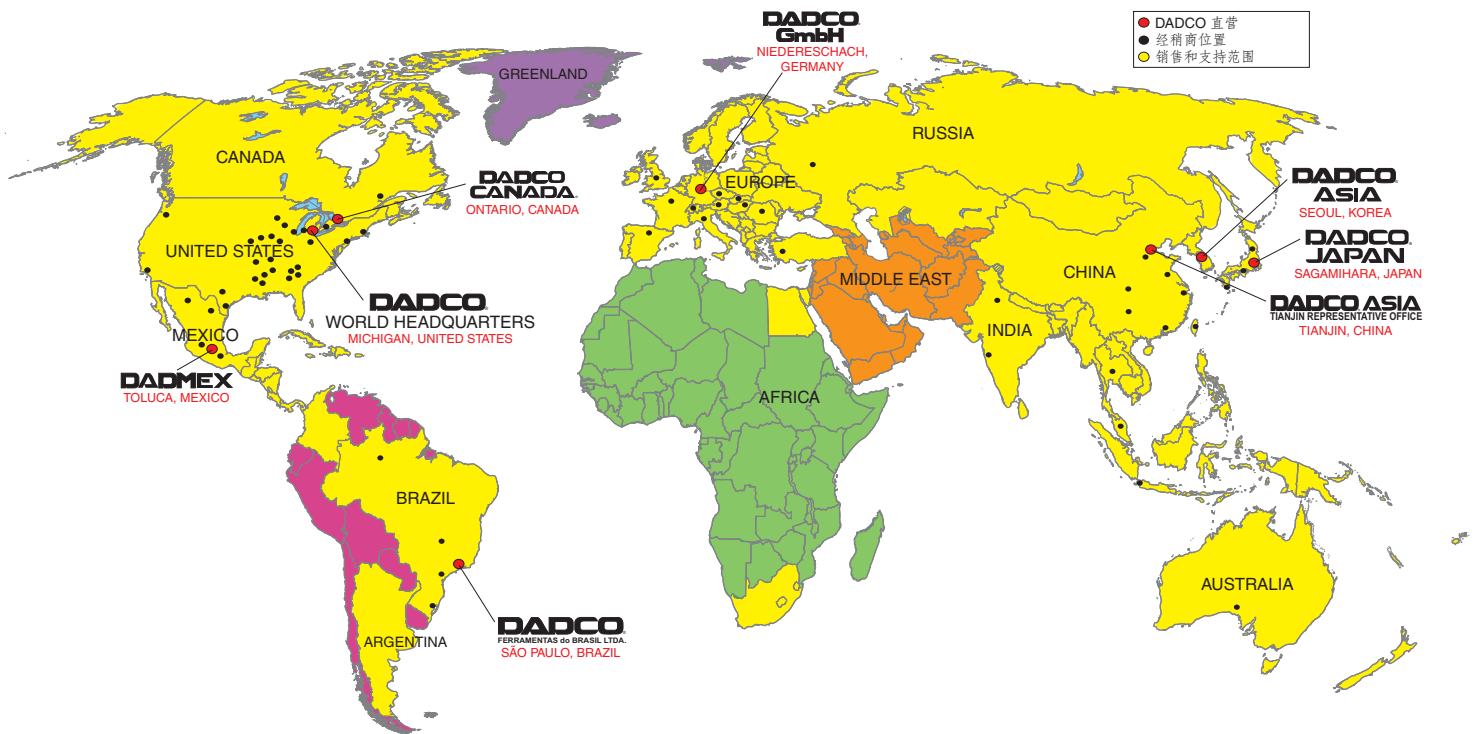 DADCO 直营
经稍商位置
销售和支持范围
DADCO
GmbH
NIEDERESCHACH,
GERMANY
GREENLAND
RUSSIA
CANADA
DADCO
CANADA
ONTARIO, CANADA
EUROPE
DADCO
ASIA
SEOUL, KOREA
UNITED STATES
DADCO
JAPAN
SAGAMIHARA, JAPAN
MIDDLE EAST
CHINA
DADCO
WORLD HEADQUARTERS
MICHIGAN, UNITED STATES
DADCO ASIA
TIANJIN REPRESENTATIVE OFFICE
TIANJIN, CHINA
INDIA
MEXICO
DADMEX
TOLUCA, MEXICO
AFRICA
BRAZIL
AUSTRALIA
DADCO
FERRAMENTAS do BRASIL LTDA.
SÃO PAULO, BRAZIL
ARGENTINA